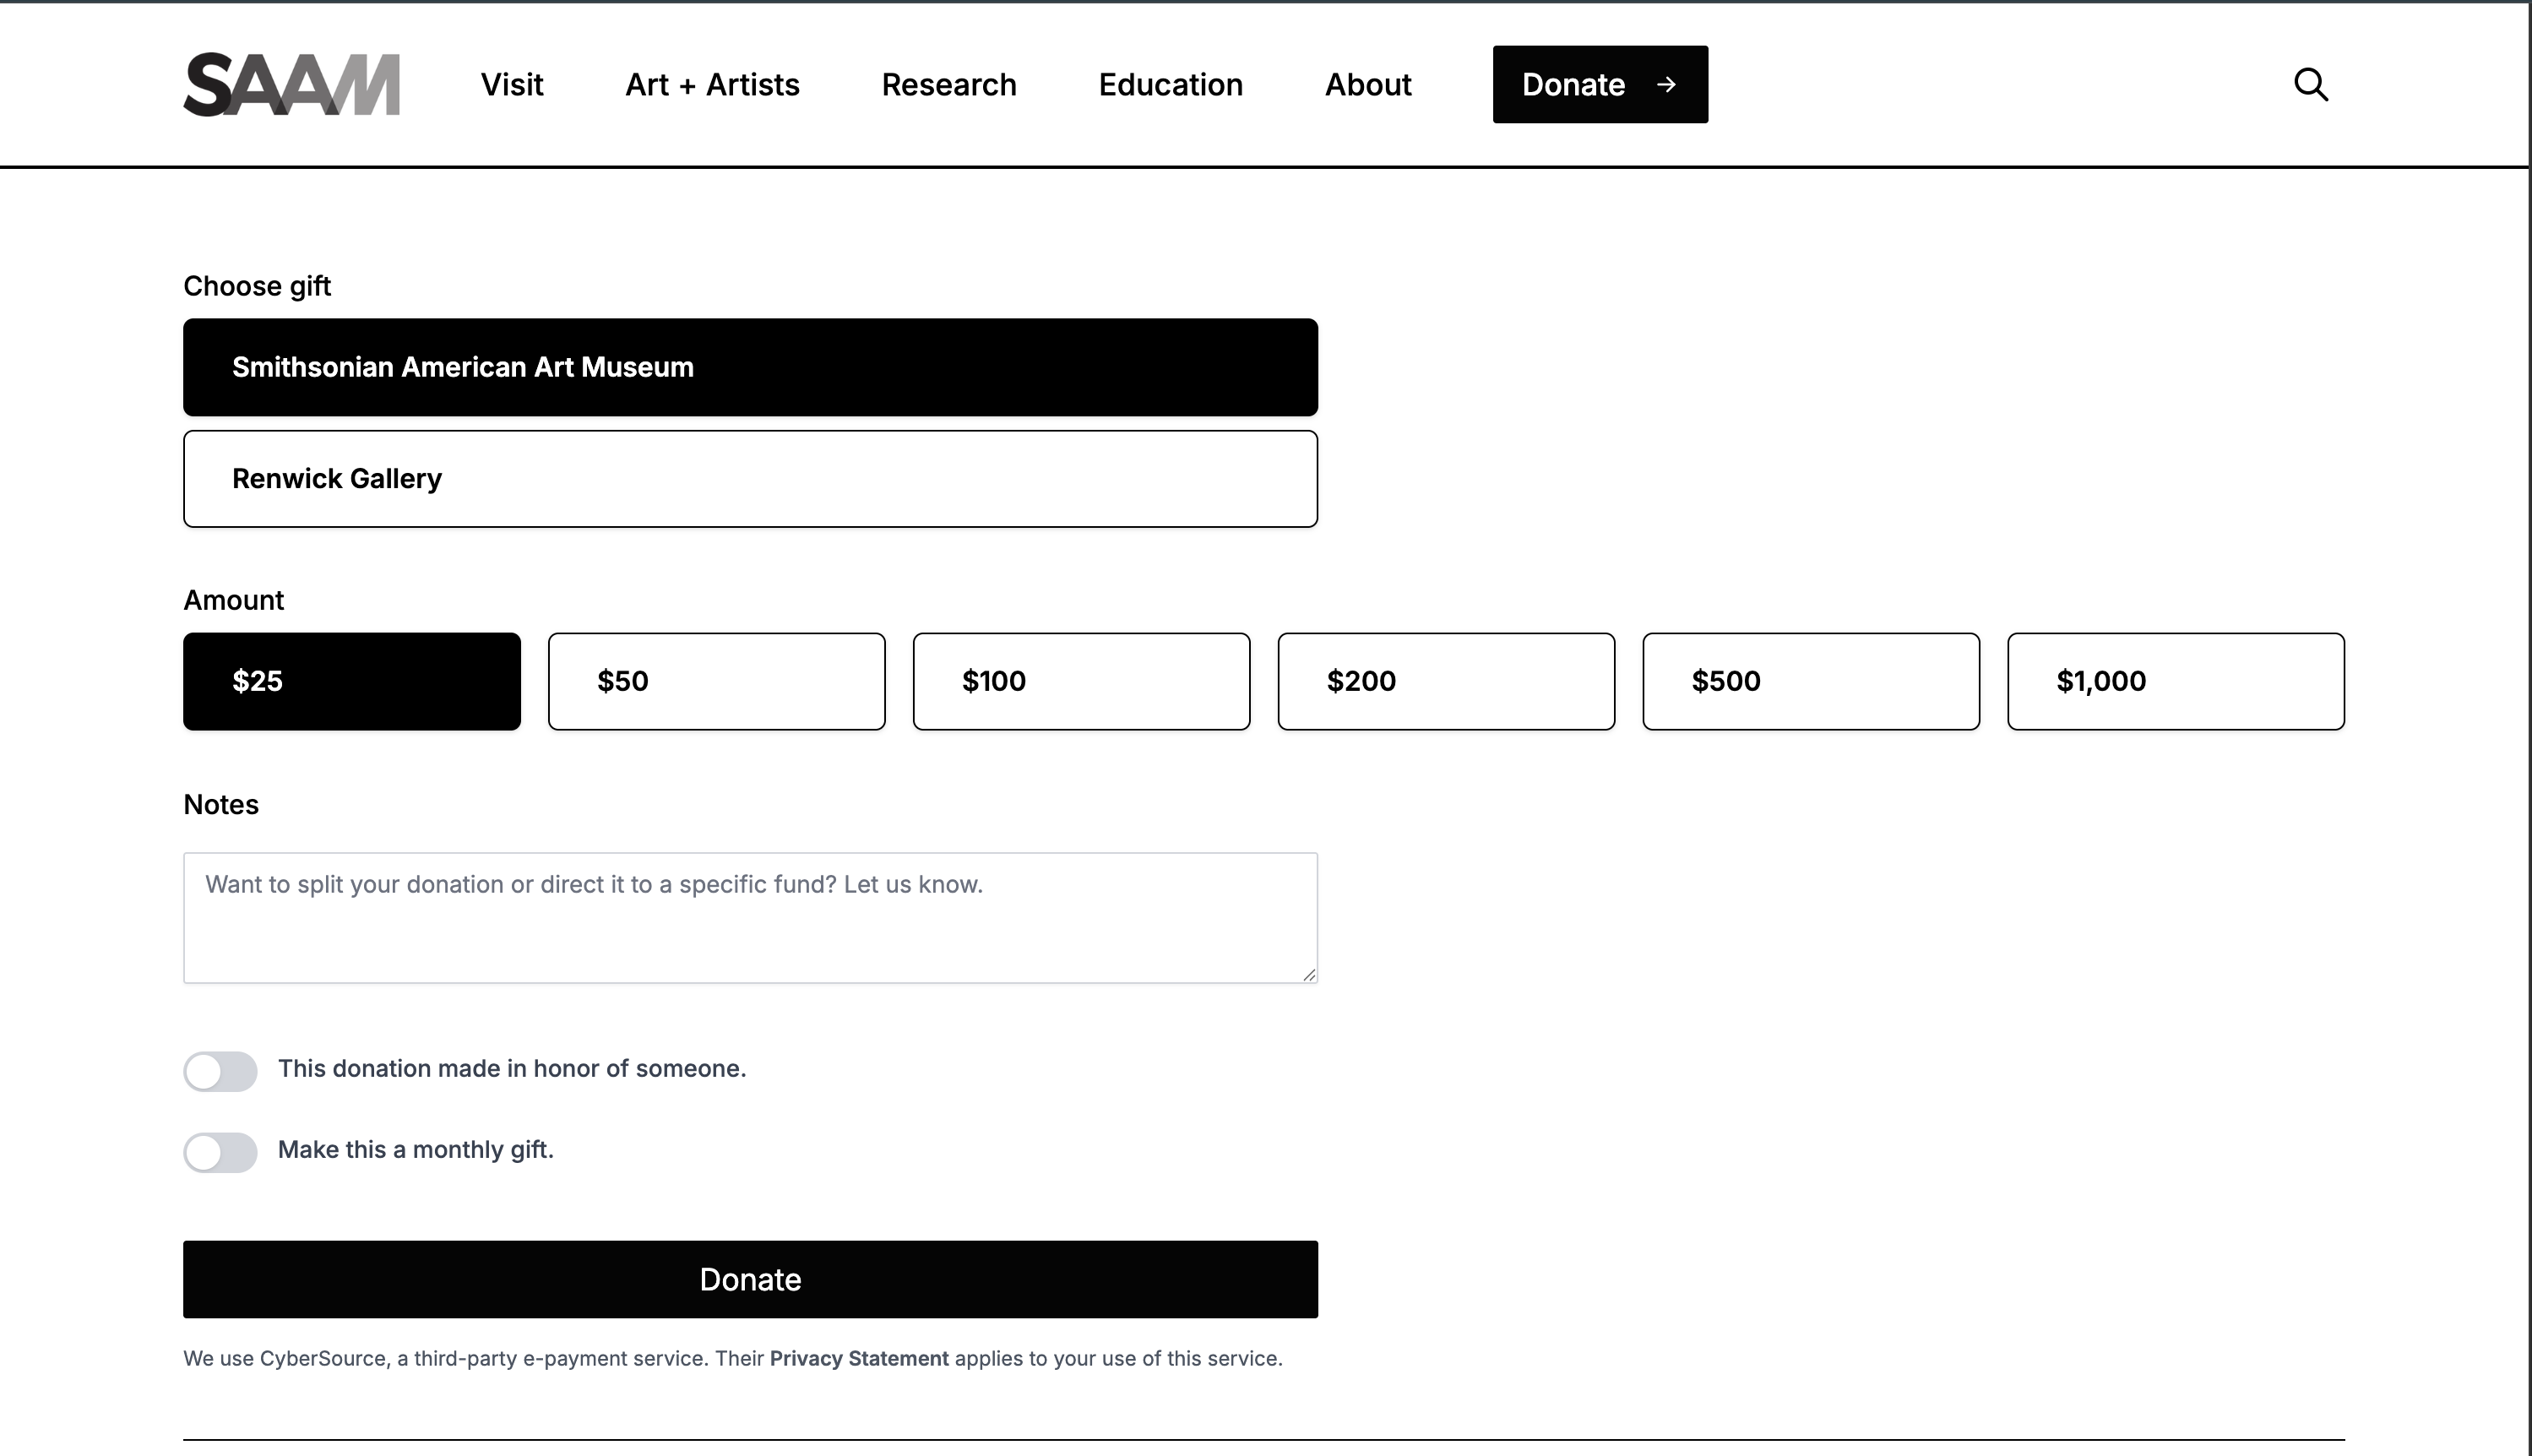 SAAM
Visit
Art + Artists
Research
Education
About
Donate →
Choose gift
Smithsonian American Art Museum
Renwick Gallery
Amount
$25
$50
$100
$200
$500
$1,000
Notes
Want to split your donation or direct it to a specific fund? Let us know.
This donation made in honor of someone.
Make this a monthly gift.
Donate
We use CyberSource, a third-party e-payment service. Their Privacy Statement applies to your use of this service.